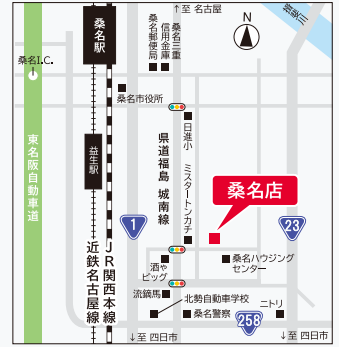 ↑至 名古屋
桑名駅
桑名郵便局
桑名三重
信用金庫
揖斐川
N
桑名I.C.
桑名市役所
日進小
東名阪自動車道
益生駅
県道福島 城南線
ミスタートンカチ
桑名店
1
23
近鉄名古屋線
JR関西本線
酒や
ビッグ
桑名ハウジング
センター
流鏑馬
北勢自動車学校
桑名警察
ニトリ
258
↓至 四日市
↓至 四日市